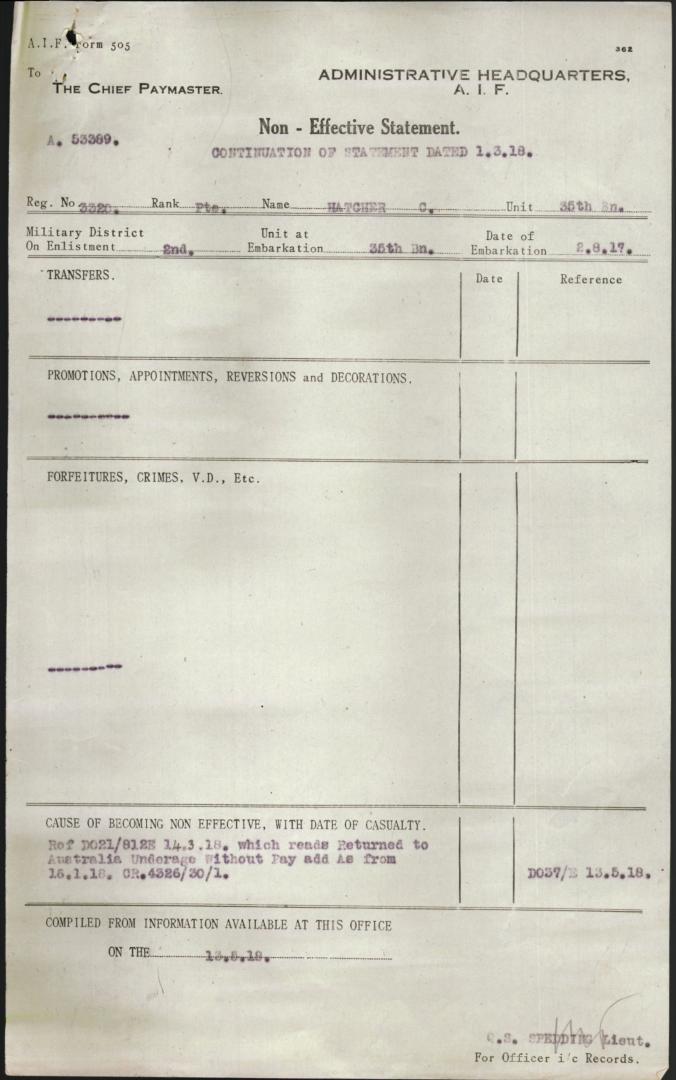 A.I.F. Form 505
362
To
THE CHIEF PAYMASTER.
ADMINISTRATIVE HEADQUARTERS,
A. I. F.
Non - Effective Statement.
A. 53389.
CONTINUATION OF STATEMENT DATED 1.3.18.
Reg. No 3320. Rank Pte. Name HATCHER C. Unit 35th Bn.
Military District On Enlistment 2nd. Unit at Embarkation 35th Bn. Date of Embarkation 2.8.17.
TRANSFERS. Date Reference
---------
PROMOTIONS, APPOINTMENTS, REVERSIONS and DECORATIONS.
----------
FORFEITURES, CRIMES, V.D., Etc.
---------
CAUSE OF BECOMING NON EFFECTIVE, WITH DATE OF CASUALTY.
Ref DO21/812E 14.3.18. which reads Returned to
Australia Underage Without Pay add As from
16.1.18. CR.4326/30/1. DO37/E 13.5.18.
COMPILED FROM INFORMATION AVAILABLE AT THIS OFFICE
ON THE 13.5.18.
SPEDDING Lieut.
For Officer i/c Records.